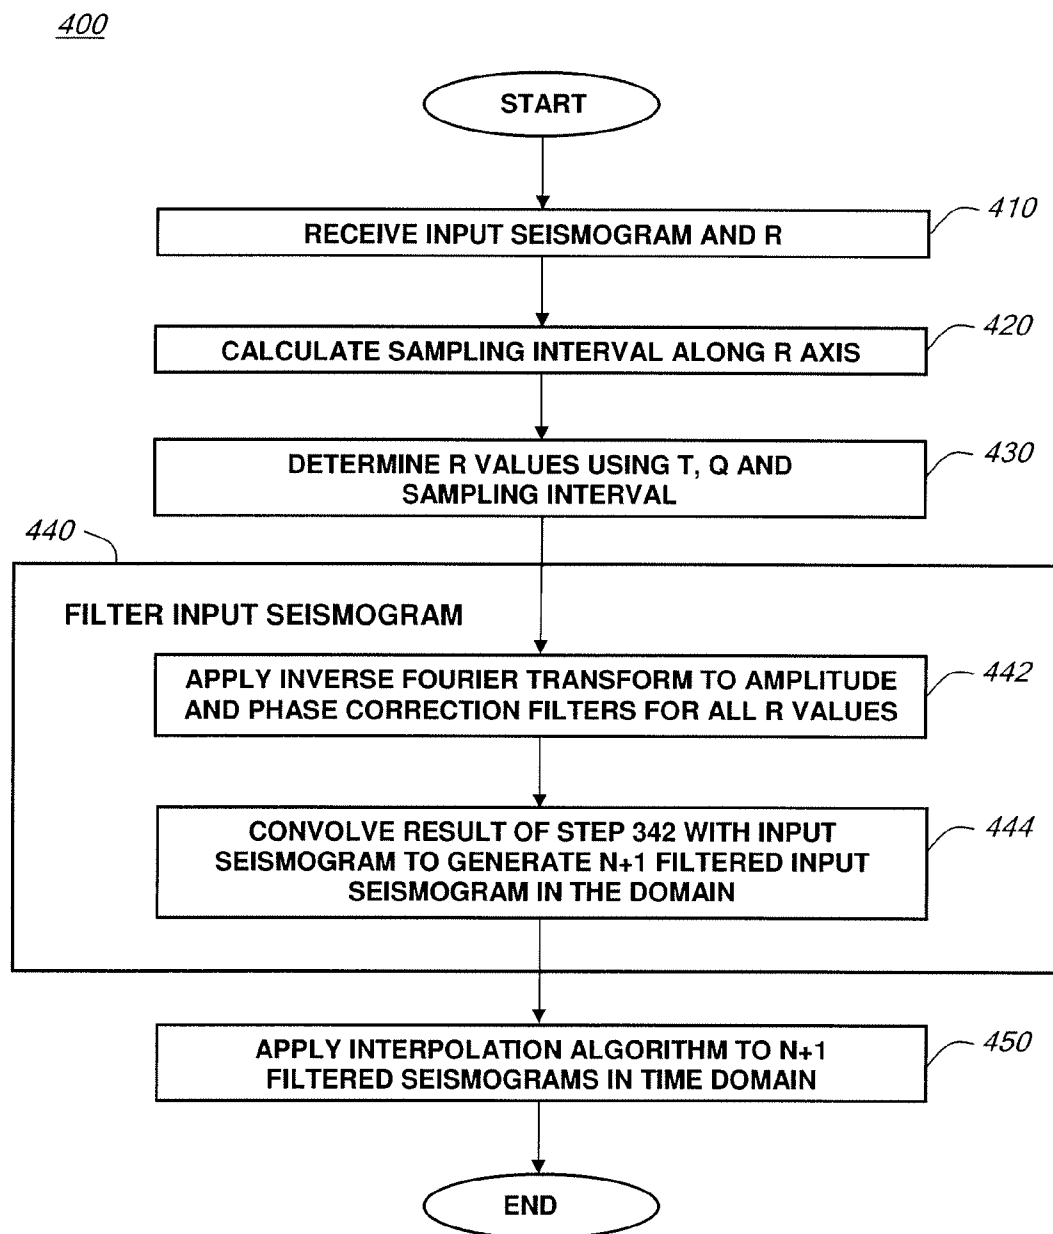 400
START
RECEIVE INPUT SEISMOGRAM AND R
410
CALCULATE SAMPLING INTERVAL ALONG R AXIS
420
DETERMINE R VALUES USING T, Q AND
SAMPLING INTERVAL
430
440
FILTER INPUT SEISMOGRAM
APPLY INVERSE FOURIER TRANSFORM TO AMPLITUDE
AND PHASE CORRECTION FILTERS FOR ALL R VALUES
442
CONVOLVE RESULT OF STEP 342 WITH INPUT
SEISMOGRAM TO GENERATE N+1 FILTERED INPUT
SEISMOGRAM IN THE DOMAIN
444
APPLY INTERPOLATION ALGORITHM TO N+1
FILTERED SEISMOGRAMS IN TIME DOMAIN
450
END